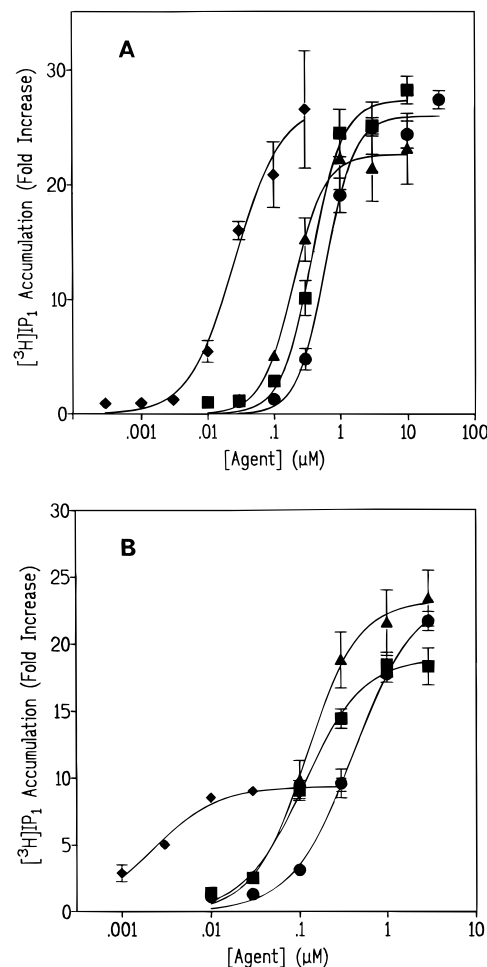 A
[³H]IP₁ Accumulation (Fold Increase)
30
20
10
0
.001 .01 .1 1 10 100
[Agent] (μM)
B
[³H]IP₁ Accumulation (Fold Increase)
30
25
20
15
10
5
0
.001 .01 .1 1 10
[Agent] (μM)